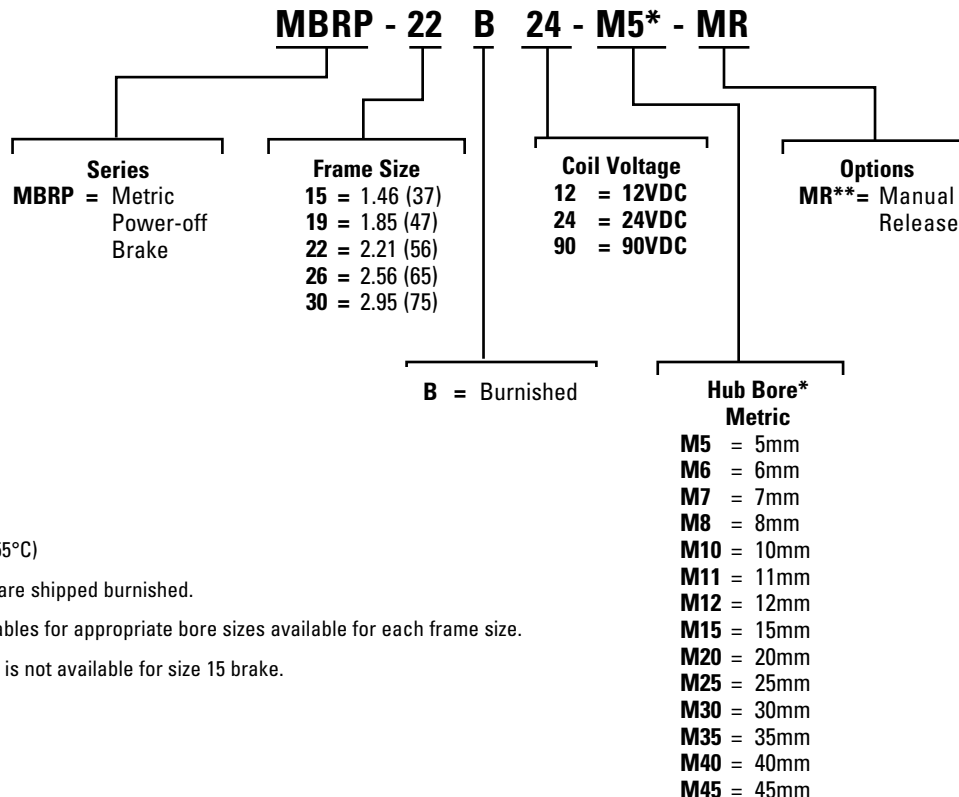 MBRP - 22 B 24 - M5* - MR
Series
MBRP = Metric
Power-off
Brake
Frame Size
15 = 1.46 (37)
19 = 1.85 (47)
22 = 2.21 (56)
26 = 2.56 (65)
30 = 2.95 (75)
Coil Voltage
12 = 12VDC
24 = 24VDC
90 = 90VDC
Options
MR**= Manual
Release
B = Burnished
Hub Bore*
Metric
M5 = 5mm
M6 = 6mm
M7 = 7mm
M8 = 8mm
M10 = 10mm
M11 = 11mm
M12 = 12mm
M15 = 15mm
M20 = 20mm
M25 = 25mm
M30 = 30mm
M35 = 35mm
M40 = 40mm
M45 = 45mm
5°C)
are shipped burnished.
ables for appropriate bore sizes available for each frame size.
is not available for size 15 brake.